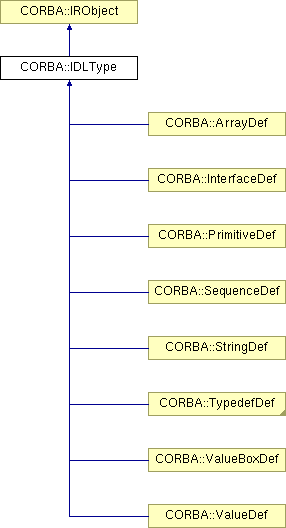 CORBA::IRObject
CORBA::IDLType
CORBA::ArrayDef
CORBA::InterfaceDef
CORBA::PrimitiveDef
CORBA::SequenceDef
CORBA::StringDef
CORBA::TypedefDef
CORBA::ValueBoxDef
CORBA::ValueDef